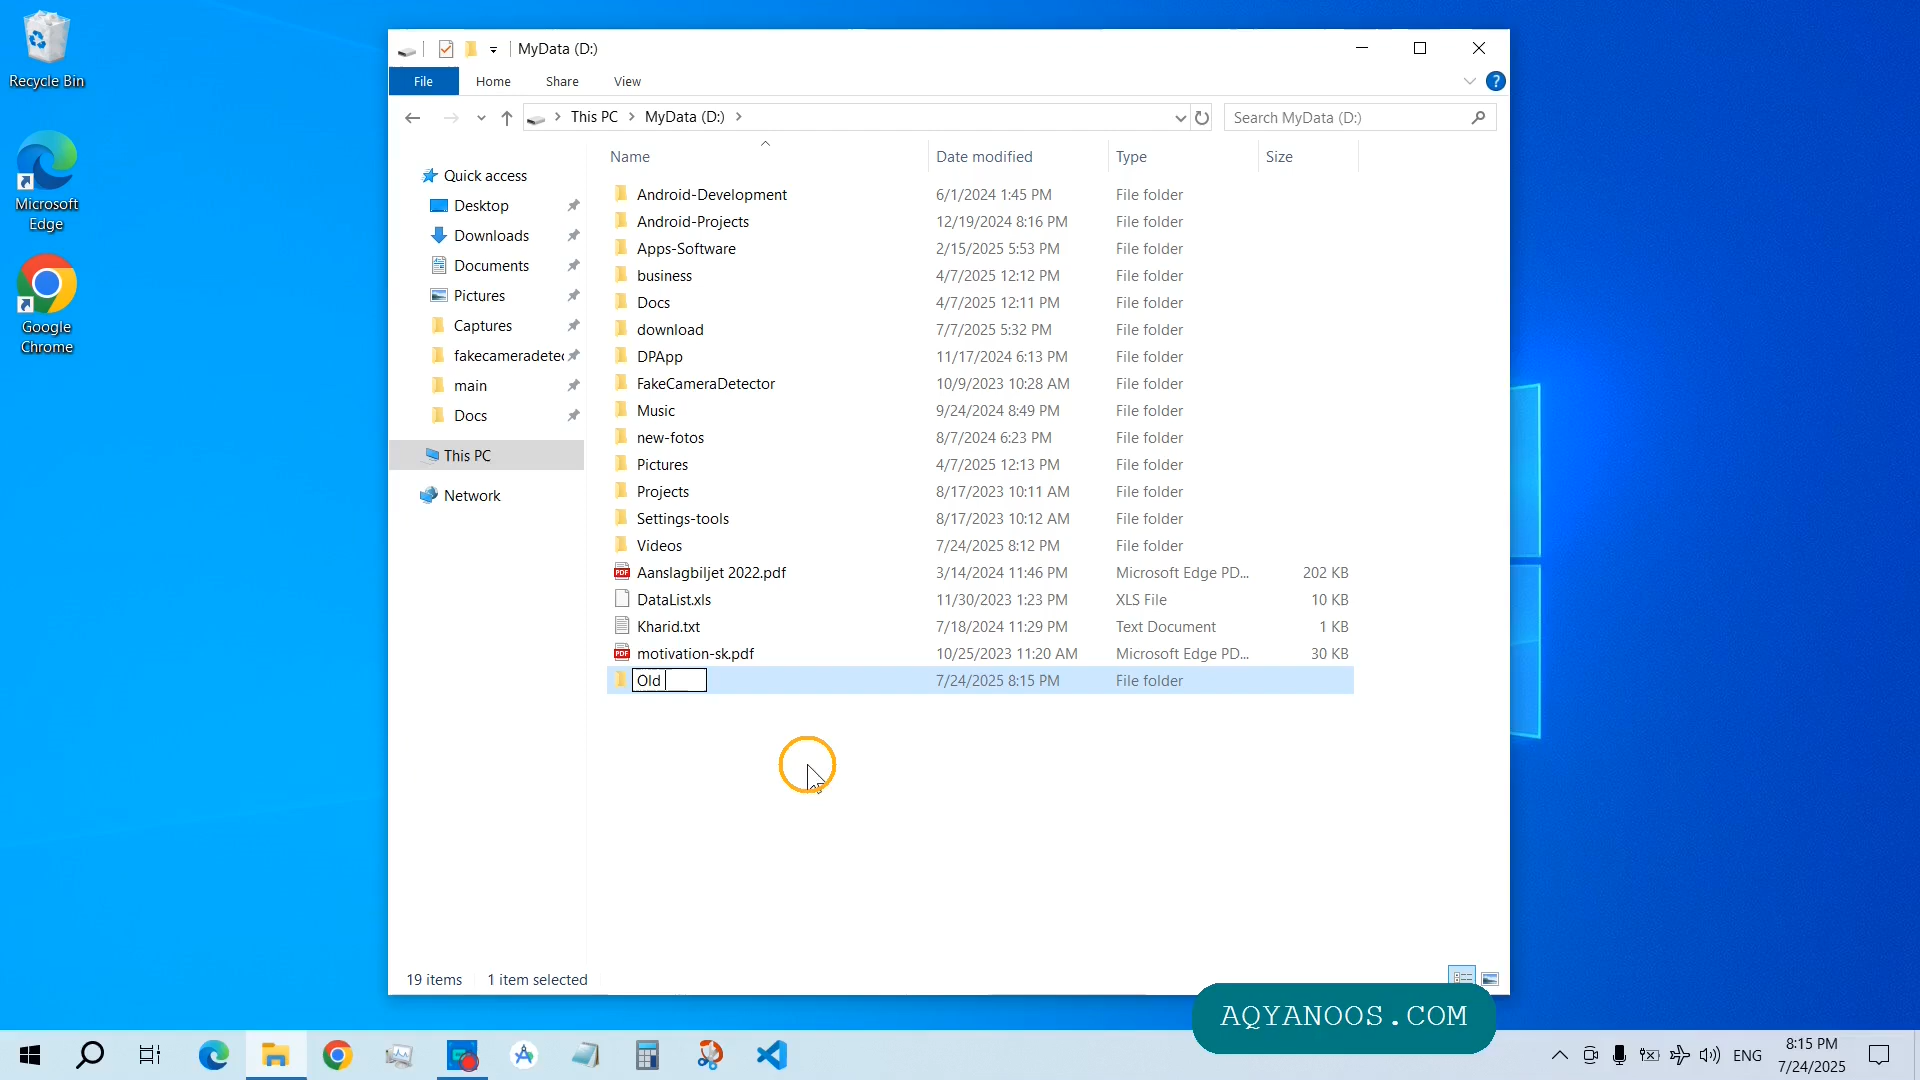 Recycle Bin
Microsoft
Edge
Google
Chrome
MyData (D:)
File Home Share View
This PC MyData (D:)
Search MyData (D:)
Name Date modified Type Size
Quick access
Desktop
Downloads
Documents
Pictures
Captures
fakecameradetec
main
Docs
This PC
Network
Android-Development 6/1/2024 1:45 PM File folder
Android-Projects 12/19/2024 8:16 PM File folder
Apps-Software 2/15/2025 5:53 PM File folder
business 4/7/2025 12:12 PM File folder
Docs 4/7/2025 12:11 PM File folder
download 7/7/2025 5:32 PM File folder
DPApp 11/17/2024 6:13 PM File folder
FakeCameraDetector 10/9/2023 10:28 AM File folder
Music 9/24/2024 8:49 PM File folder
new-fotos 8/7/2024 6:23 PM File folder
Pictures 4/7/2025 12:13 PM File folder
Projects 8/17/2023 10:11 AM File folder
Settings-tools 8/17/2023 10:12 AM File folder
Videos 7/24/2025 8:12 PM File folder
Aanslagbiljet 2022.pdf 3/14/2024 11:46 PM Microsoft Edge PD... 202 KB
DataList.xls 11/30/2023 1:23 PM XLS File 10 KB
Kharid.txt 7/18/2024 11:29 PM Text Document 1 KB
motivation-sk.pdf 10/25/2023 11:20 AM Microsoft Edge PD... 30 KB
Old 7/24/2025 8:15 PM File folder
19 items 1 item selected
AQYANOOS.COM
ENG
8:15 PM
7/24/2025